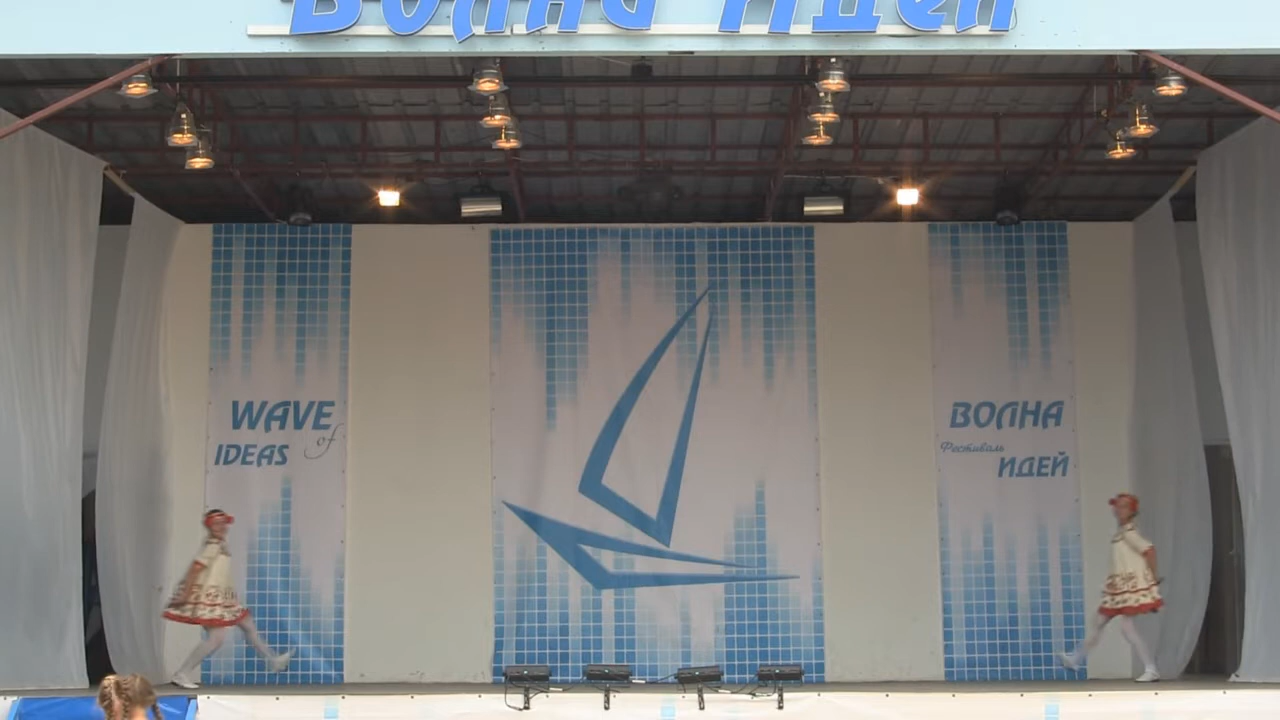 Волна Идей
WAVE
of
IDEAS
ВОЛНА
Фестиваль
ИДЕЙ